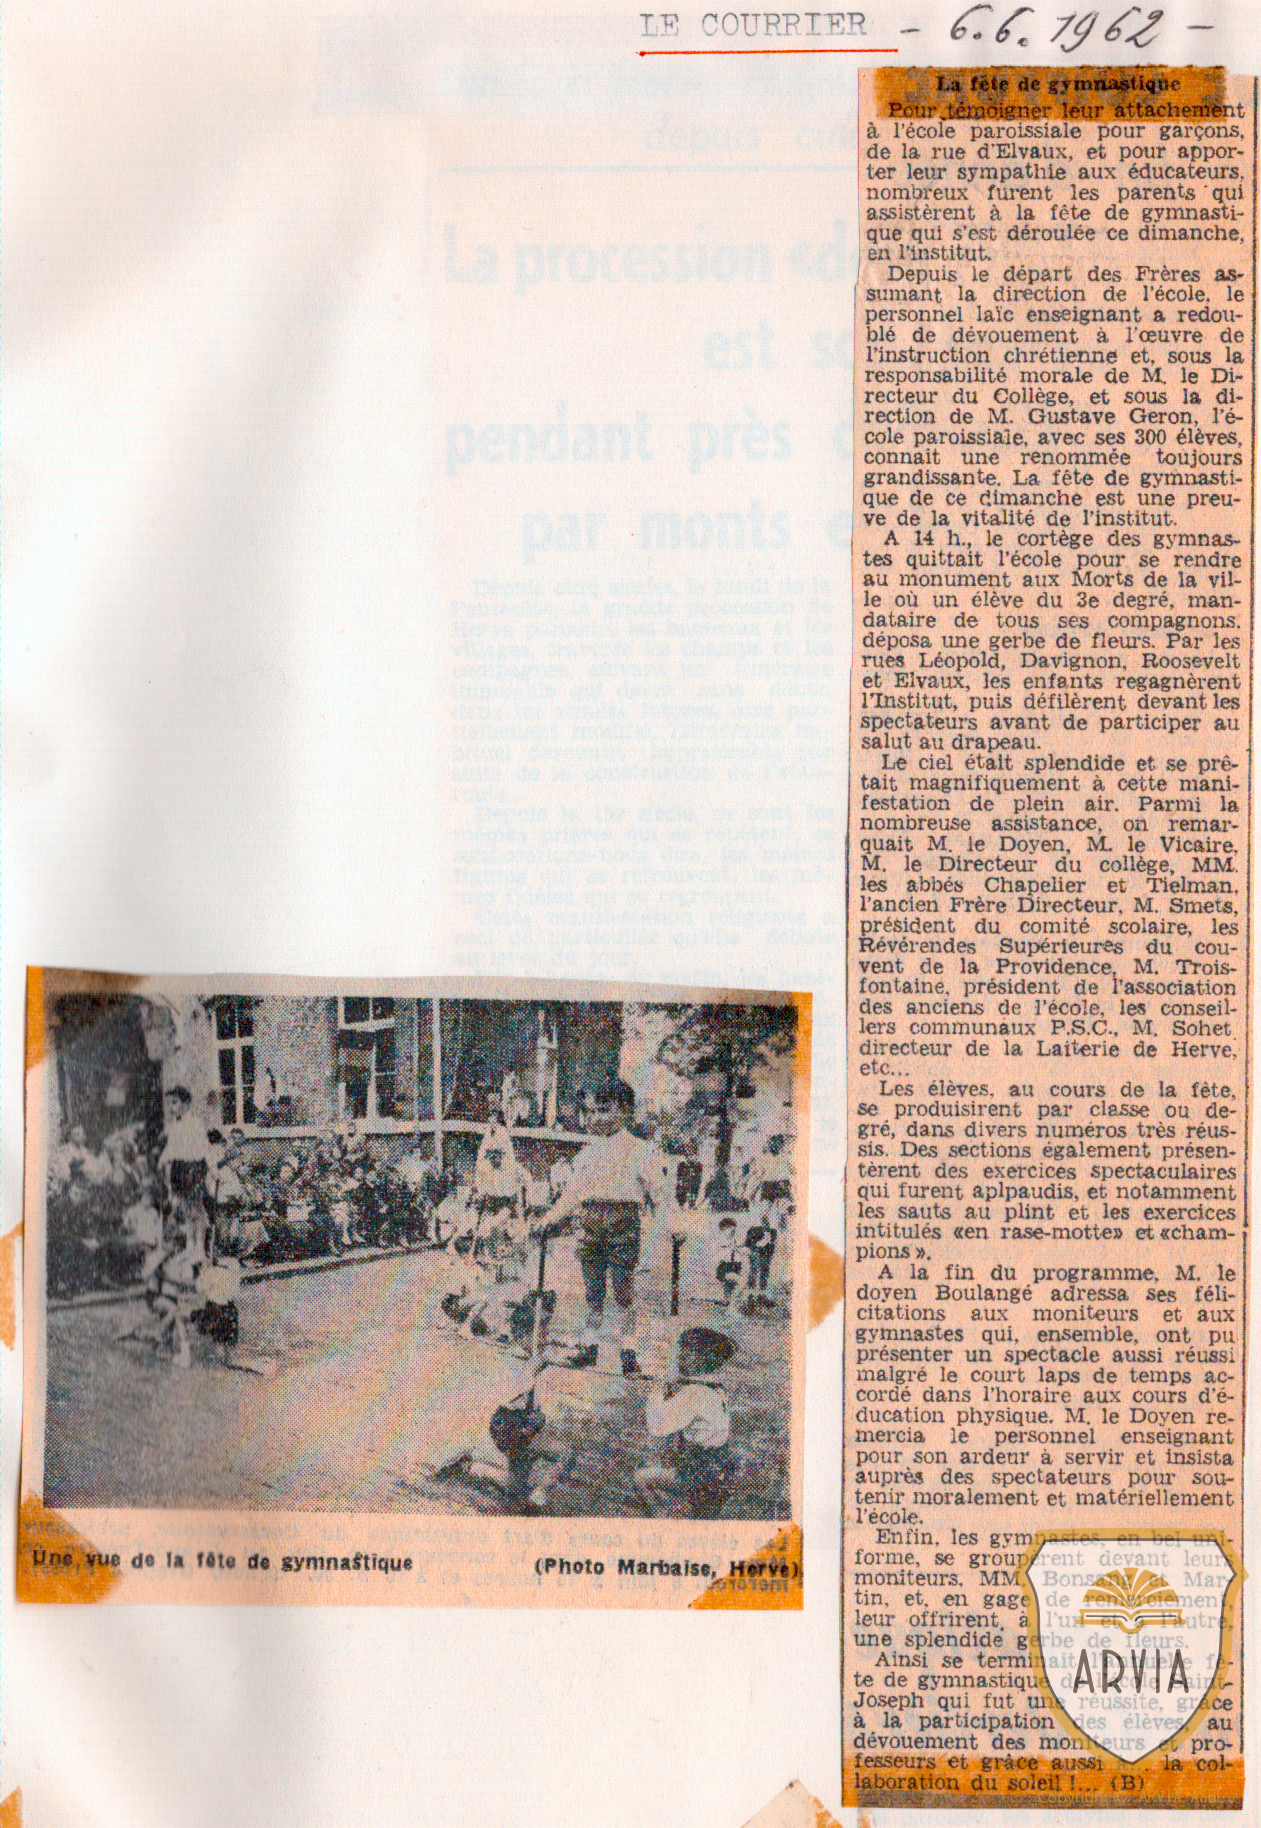 LE COURRIER - 6.6.1962 -
La fête de gymnastique
Pour témoigner leur attachement
à l'école paroissiale pour garçons,
de la rue d'Elvaux, et pour appor-
ter leur sympathie aux éducateurs,
nombreux furent les parents qui
assistèrent à la fête de gymnasti-
que qui s'est déroulée ce dimanche,
en l'institut.
Depuis le départ des Frères as-
sumant la direction de l'école, le
personnel laïc enseignant a redou-
blé de dévouement à l'œuvre de
l'instruction chrétienne et, sous la
responsabilité morale de M. le Di-
recteur du Collège, et sous la di-
rection de M. Gustave Geron, l'é-
cole paroissiale, avec ses 300 élèves,
connait une renommée toujours
grandissante. La fête de gymnasti-
que de ce dimanche est une preu-
ve de la vitalité de l'institut.
A 14 h., le cortège des gymnas-
tes quittait l'école pour se rendre
au monument aux Morts de la vil-
le où un élève du 3e degré, man-
dataire de tous ses compagnons,
déposa une gerbe de fleurs. Par les
rues Léopold, Davignon, Roosevelt
et Elvaux, les enfants regagnèrent
l'Institut, puis défilèrent devant les
spectateurs avant de participer au
salut au drapeau.
Le ciel était splendide et se prê-
tait magnifiquement à cette mani-
festation de plein air. Parmi la
nombreuse assistance, on remar-
quait M. le Doyen, M. le Vicaire,
M. le Directeur du collège, MM.
les abbés Chapelier et Tielman,
l'ancien Frère Directeur, M. Smets,
président du comité scolaire, les
Révérendes Supérieures du cou-
vent de la Providence, M. Trois-
fontaine, président de l'association
des anciens de l'école, les conseil-
lers communaux P.S.C., M. Sohet
directeur de la Laiterie de Herve,
etc...
Les élèves, au cours de la fête,
se produisirent par classe ou de-
gré, dans divers numéros très réus-
sis. Des sections également présen-
tèrent des exercices spectaculaires
qui furent aplpaudis, et notamment
les sauts au plint et les exercices
intitulés «en rase-motte» et «cham-
pions».
A la fin du programme, M. le
doyen Boulangé adressa ses féli-
citations aux moniteurs et aux
gymnastes qui, ensemble, ont pu
présenter un spectacle aussi réussi
malgré le court laps de temps ac-
cordé dans l'horaire aux cours d'é-
ducation physique. M. le Doyen re-
mercia le personnel enseignant
pour son ardeur à servir et insista
auprès des spectateurs pour sou-
tenir moralement et matériellement
l'école.
Enfin, les gymnastes, en bel uni-
forme, se groupèrent devant leurs
moniteurs, MM. Bonsang et Mar-
tin, et, en gage de remerciement,
leur offrirent, à l'un et à l'autre,
une splendide gerbe de fleurs.
Ainsi se terminait l'annuelle fê-
te de gymnastique de l'école Saint-
Joseph qui fut une réussite, grâce
à la participation des élèves, au
dévouement des moniteurs et pro-
fesseurs et grâce aussi à... la col-
laboration du soleil !... (B)
Une vue de la fête de gymnastique (Photo Marbaise, Herve)
ARVIA